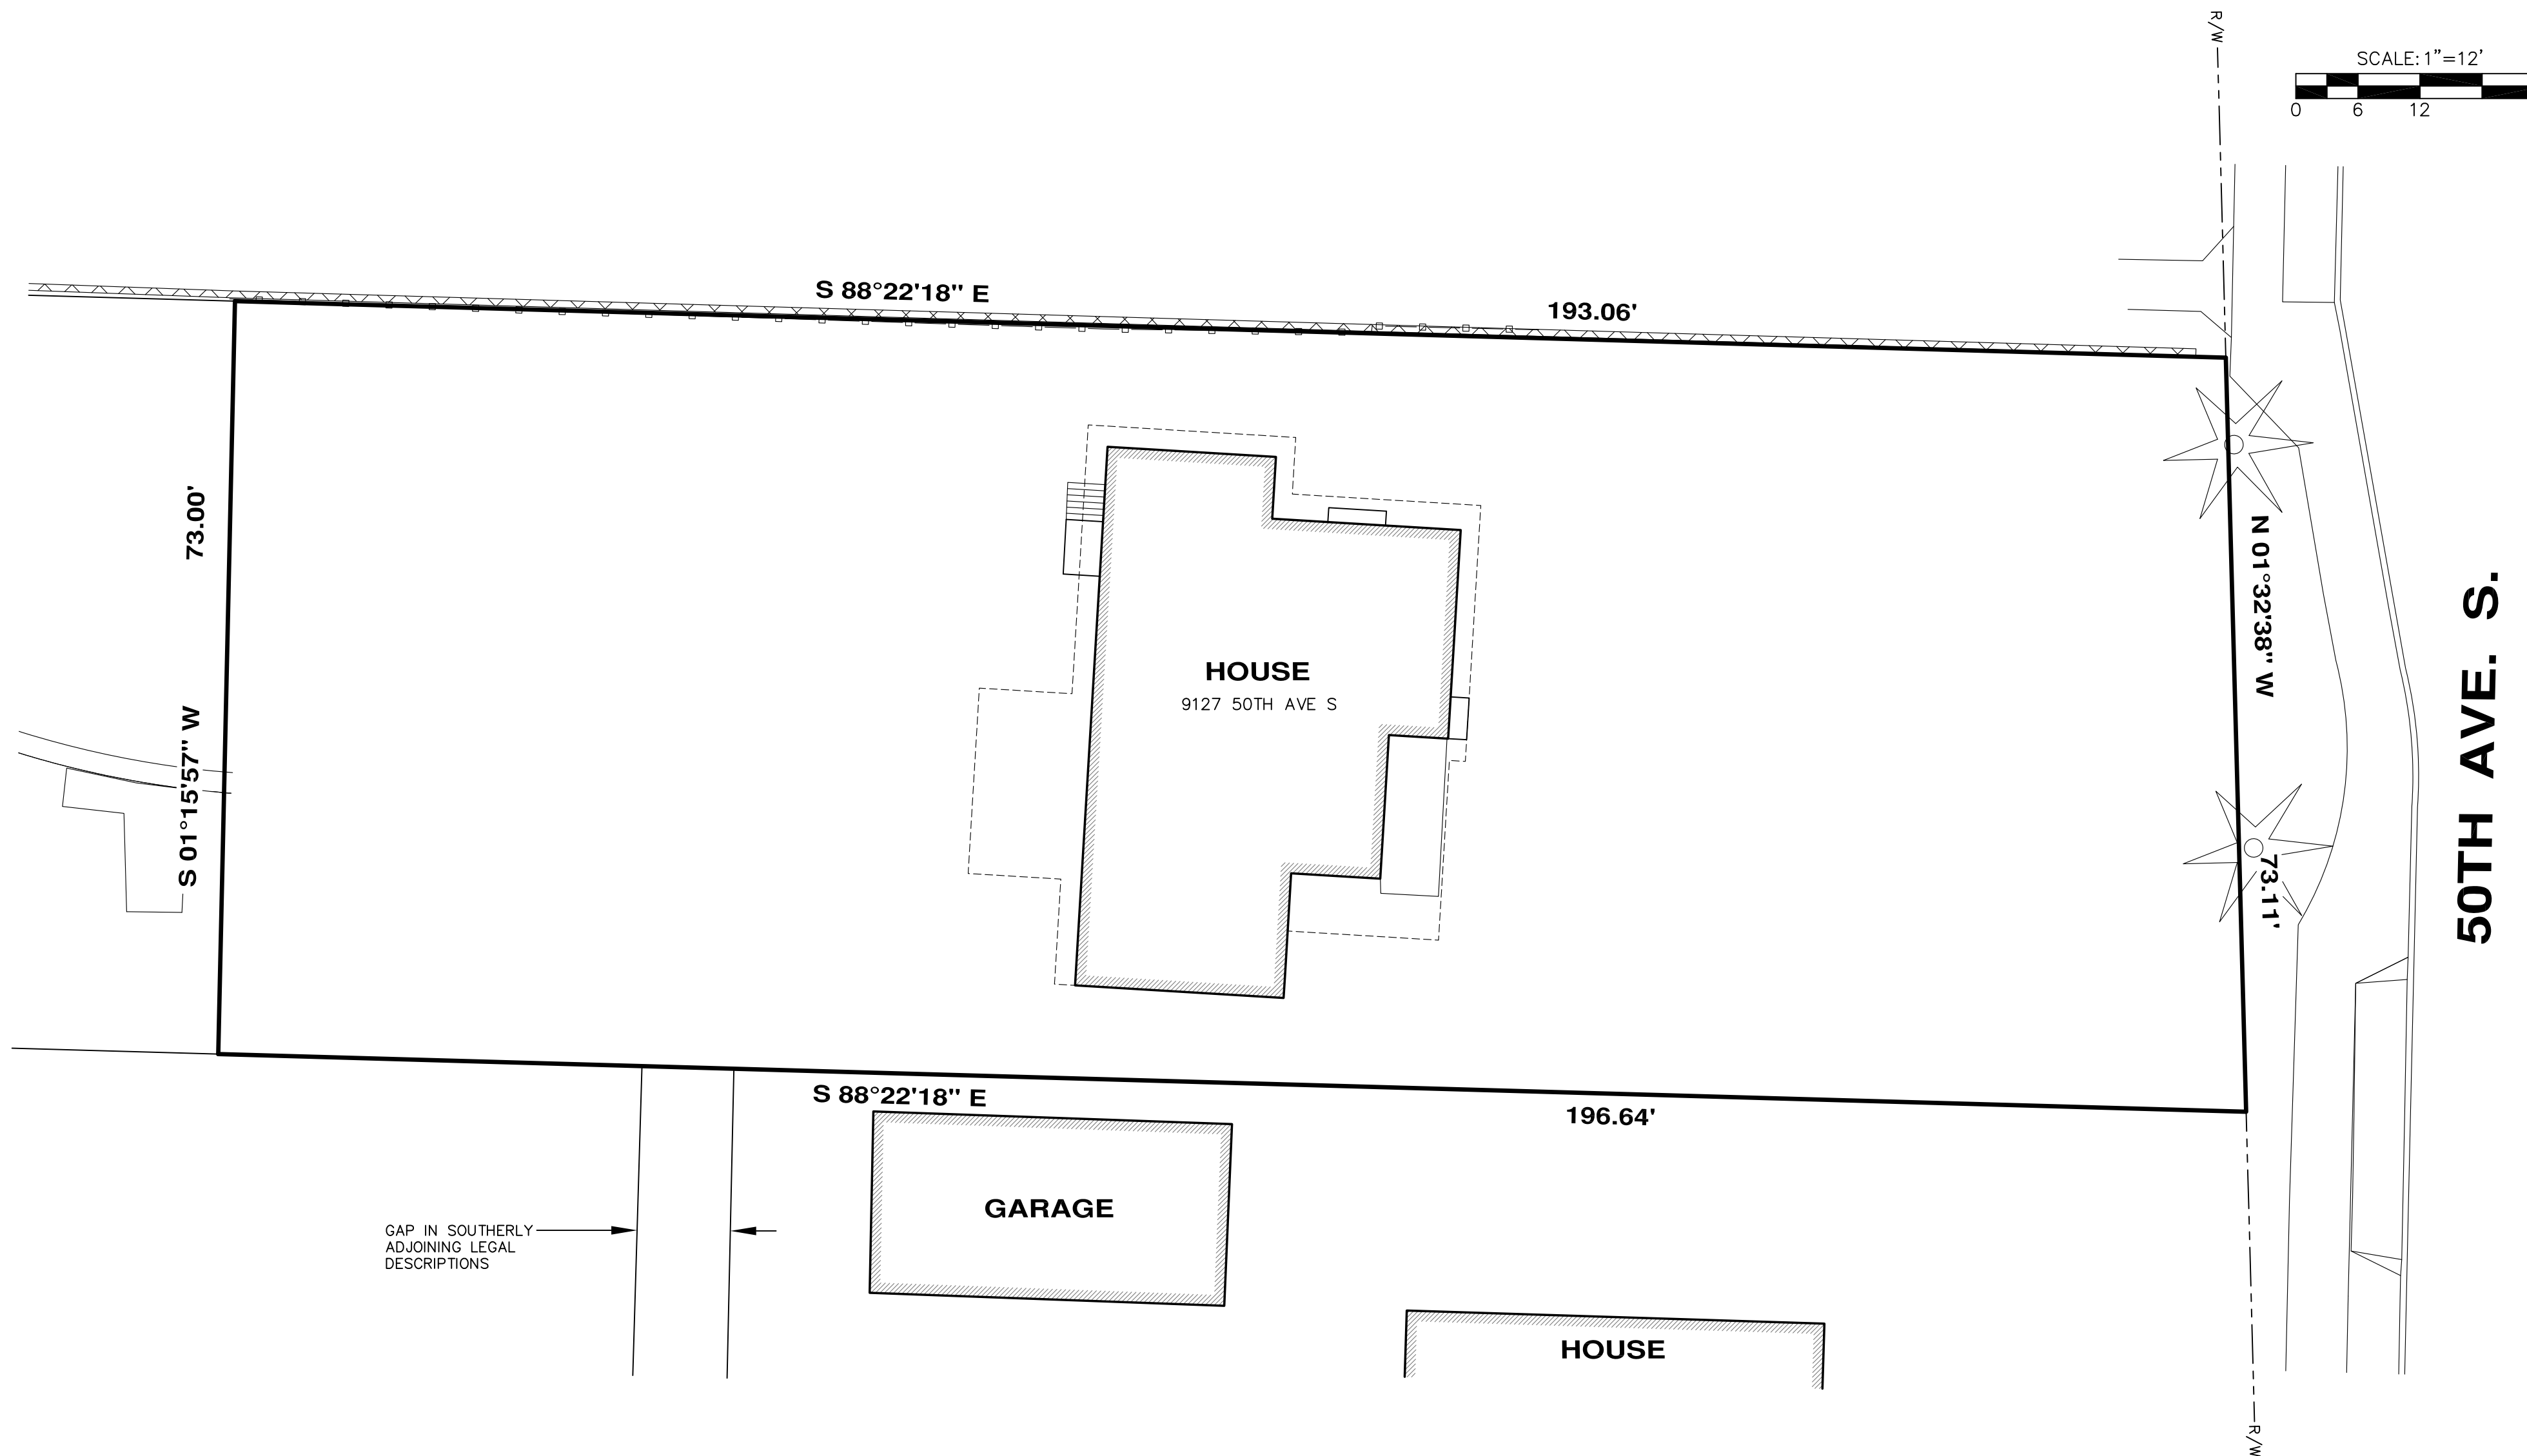 R/W
SCALE: 1"=12'
0 6 12
S 88°22'18" E
193.06'
73.00'
S 01°15'57" W
HOUSE
9127 50TH AVE S
N 01°32'38" W
73.11'
50TH AVE. S.
S 88°22'18" E
196.64'
GARAGE
GAP IN SOUTHERLY
ADJOINING LEGAL
DESCRIPTIONS
HOUSE
R/W